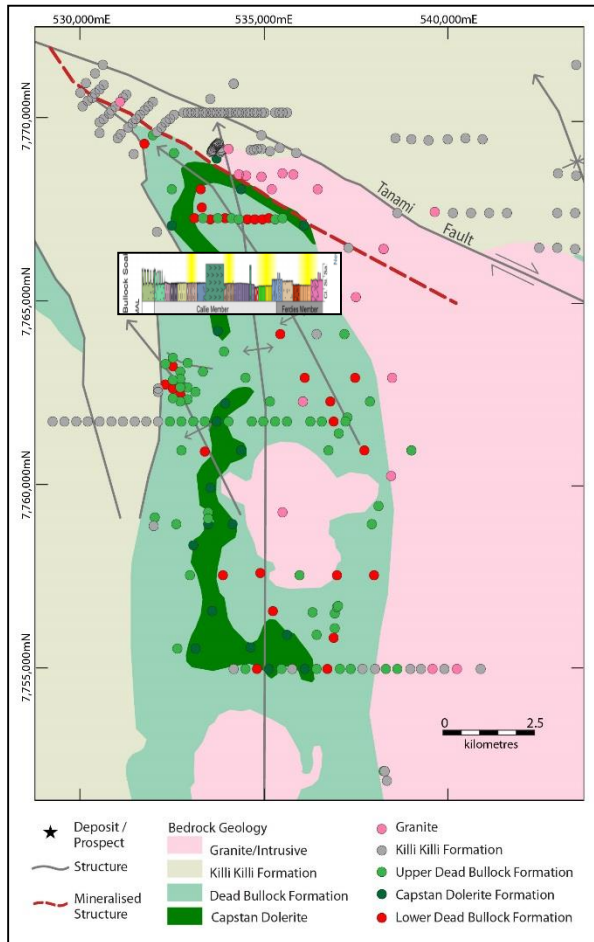 530,000mE
535,000mE
540,000mE
7,770,000mN
Tanami
Fault
Bullock Soa
Callie Member
Ferdies Member
7,765,000mN
7,760,000mN
7,755,000mN
0
2.5
kilometres
Deposit /
Prospect
Structure
Mineralised
Structure
Bedrock Geology
Granite/Intrusive
Killi Killi Formation
Dead Bullock Formation
Capstan Dolerite
Granite
Killi Killi Formation
Upper Dead Bullock Formation
Capstan Dolerite Formation
Lower Dead Bullock Formation